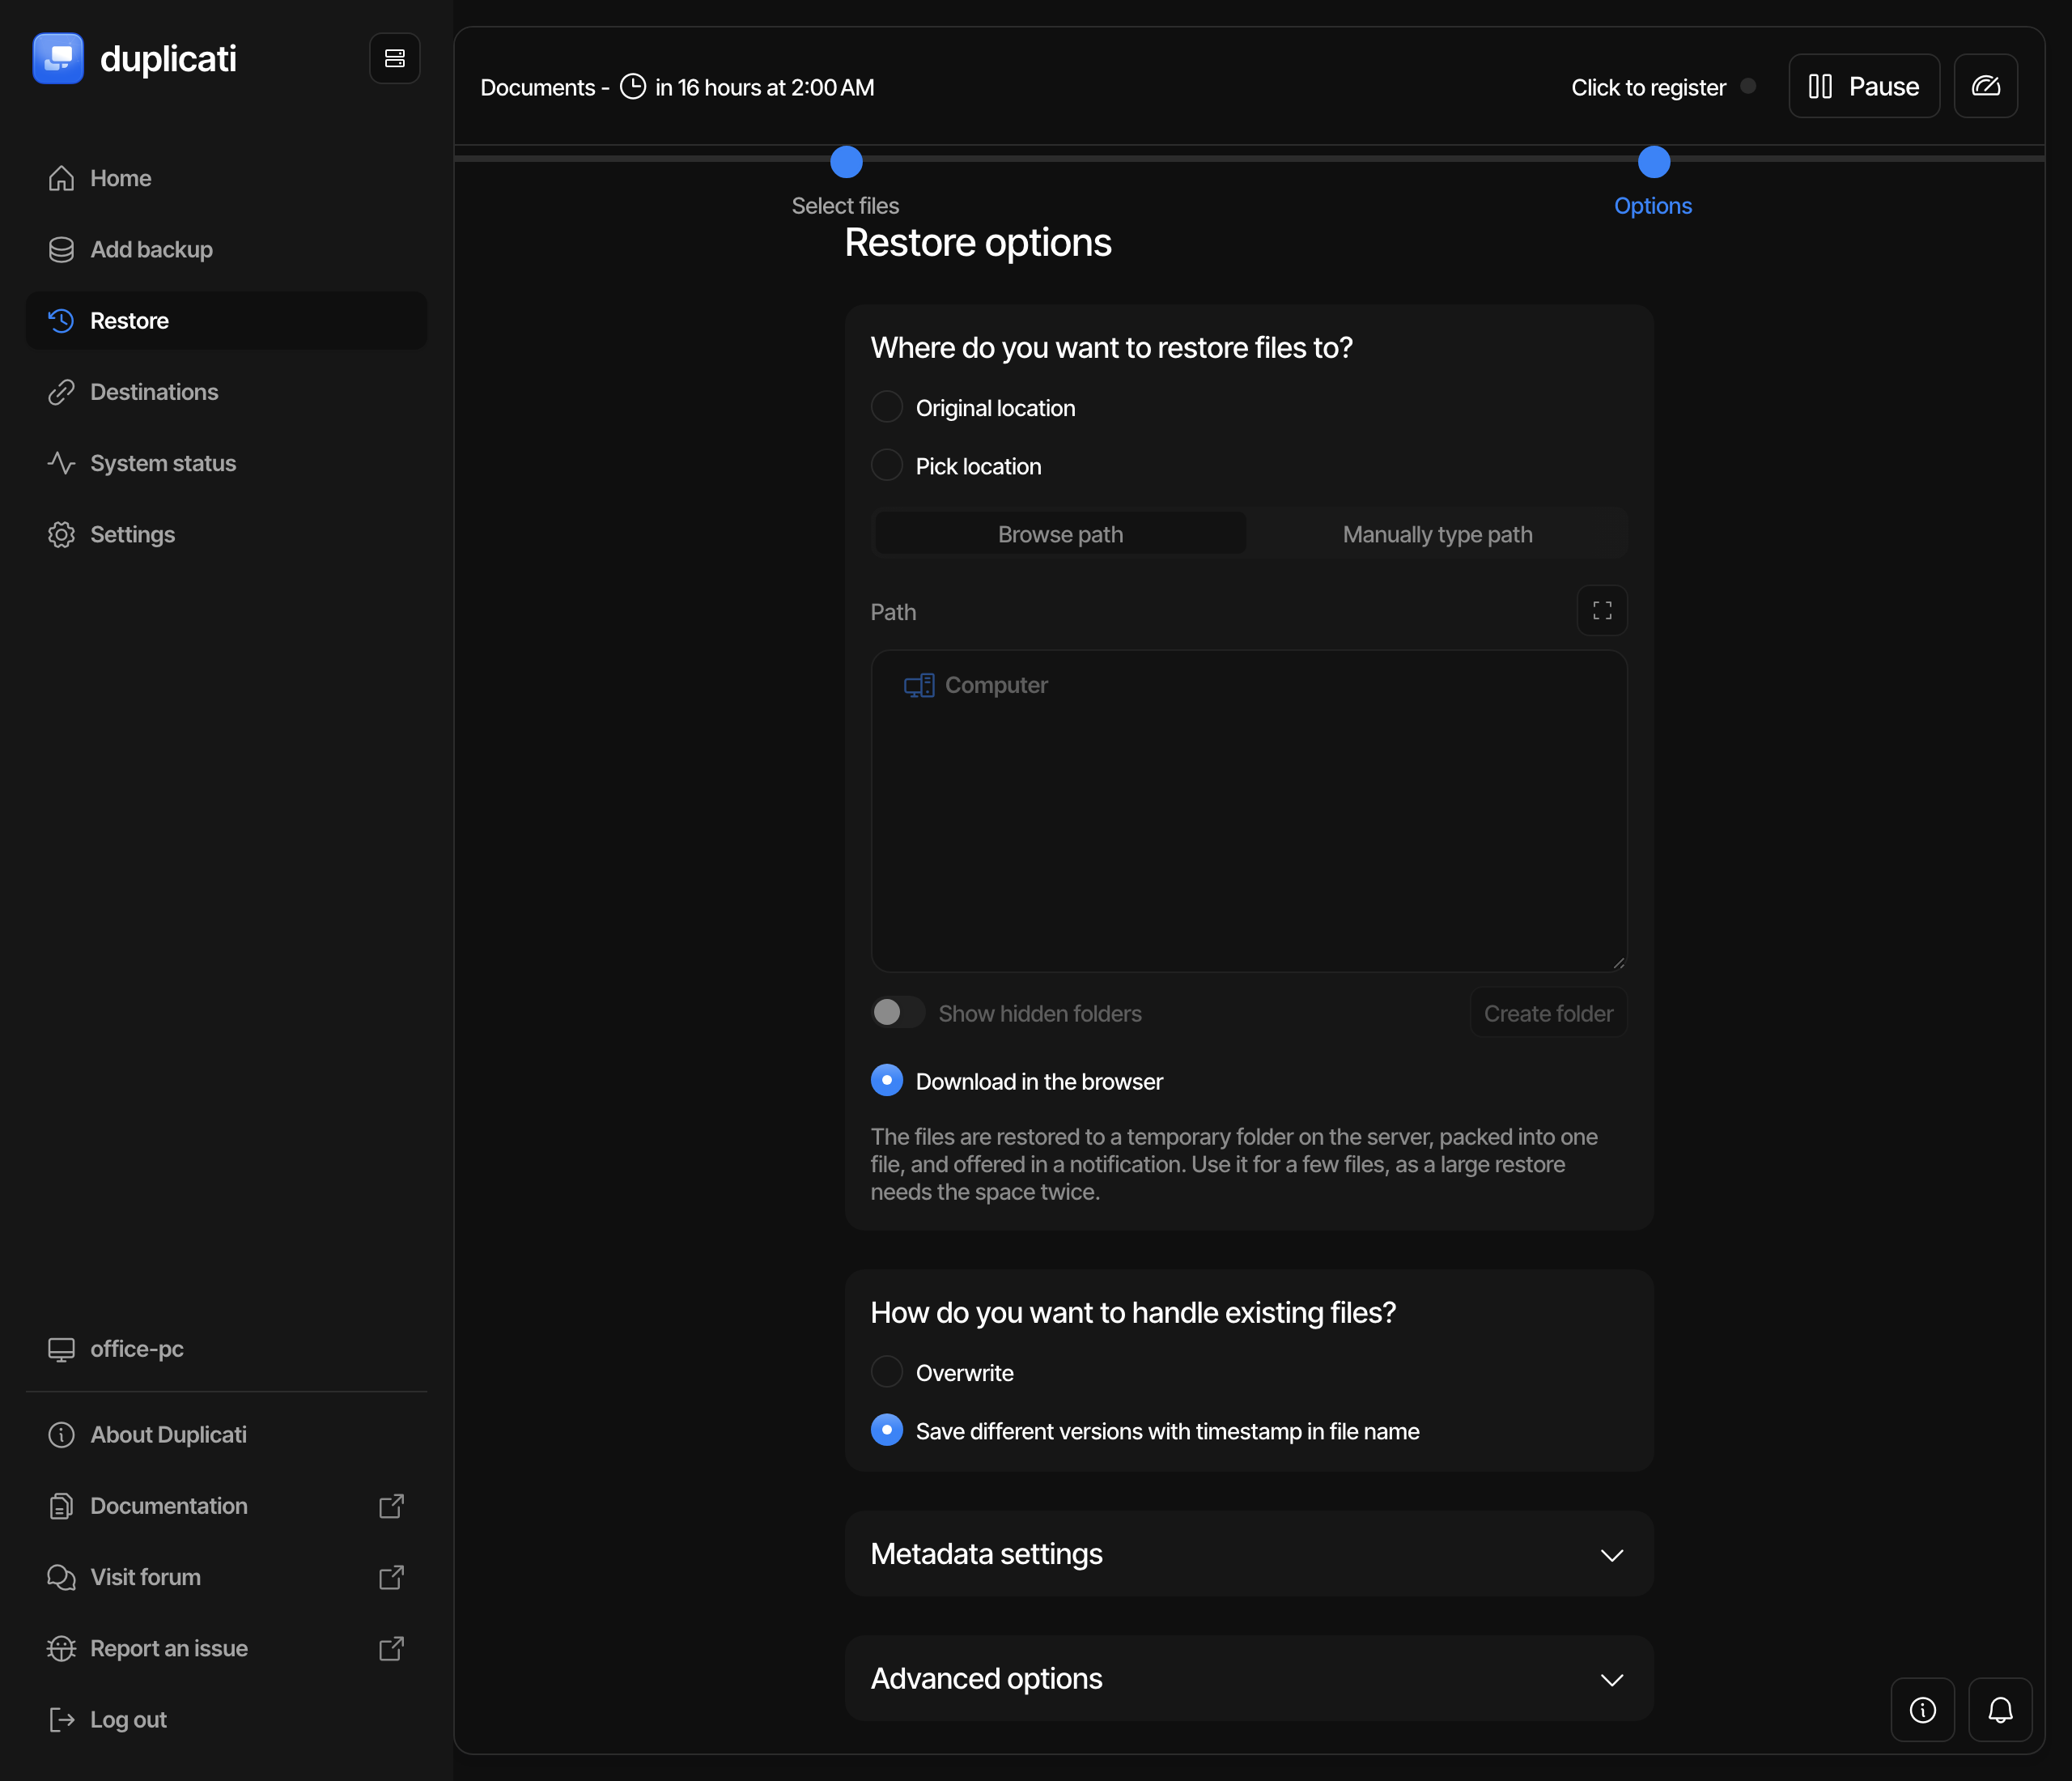 duplicati
Home
Add backup
Restore
Destinations
System status
Settings
office-pc
About Duplicati
Documentation
Visit forum
Report an issue
Log out
Documents - in 16 hours at 2:00 AM
Click to register
Pause
Select files
Options
Restore options
Where do you want to restore files to?
Original location
Pick location
Browse path
Manually type path
Path
Computer
Show hidden folders
Create folder
Download in the browser
The files are restored to a temporary folder on the server, packed into one
file, and offered in a notification. Use it for a few files, as a large restore
needs the space twice.
How do you want to handle existing files?
Overwrite
Save different versions with timestamp in file name
Metadata settings
Advanced options